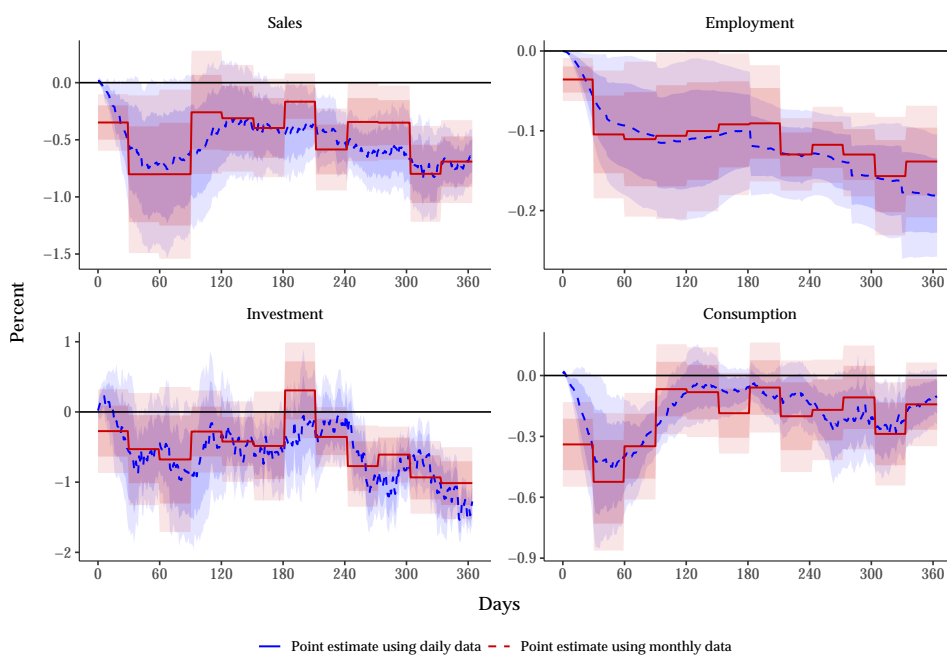 Sales
Employment
0.0
−0.5
−1.0
−1.5
0.0
−0.1
−0.2
0 60 120 180 240 300 360
0 60 120 180 240 300 360
Investment
Consumption
1
0
−1
−2
0.0
−0.3
−0.6
−0.9
0 60 120 180 240 300 360
0 60 120 180 240 300 360
Percent
Days
Point estimate using daily data
Point estimate using monthly data